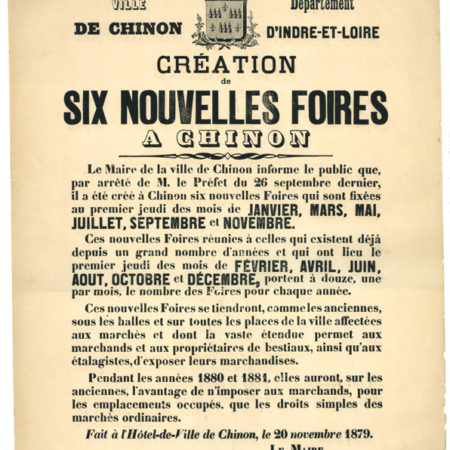 VILLE
DE CHINON
Département
D'INDRE-ET-LOIRE
CRÉATION
de
SIX NOUVELLES FOIRES
A CHINON
Le Maire de la ville de Chinon informe le public que,
par arrêté de M. le Préfet du 26 septembre dernier,
il a été créé à Chinon six nouvelles Foires qui sont fixées
au premier jeudi des mois de JANVIER, MARS, MAI,
JUILLET, SEPTEMBRE et NOVEMBRE.
Ces nouvelles Foires réunies à celles qui existent déjà
depuis un grand nombre d'années et qui ont lieu le
premier jeudi des mois de FÉVRIER, AVRIL, JUIN,
AOUT, OCTOBRE et DÉCEMBRE, portent à douze, une
par mois, le nombre des Foires pour chaque année.
Ces nouvelles Foires se tiendront, comme les anciennes,
sous les halles et sur toutes les places de la ville affectées
aux marchés et dont la vaste étendue permet aux
marchands et aux propriétaires de bestiaux, ainsi qu'aux
étalagistes, d'exposer leurs marchandises.
Pendant les années 1880 et 1881, elles auront, sur les
anciennes, l'avantage de n'imposer aux marchands, pour
les emplacements occupés, que les droits simples des
marchés ordinaires.
Fait à l'Hôtel-de-Ville de Chinon, le 20 novembre 1879.
LE MAIRE